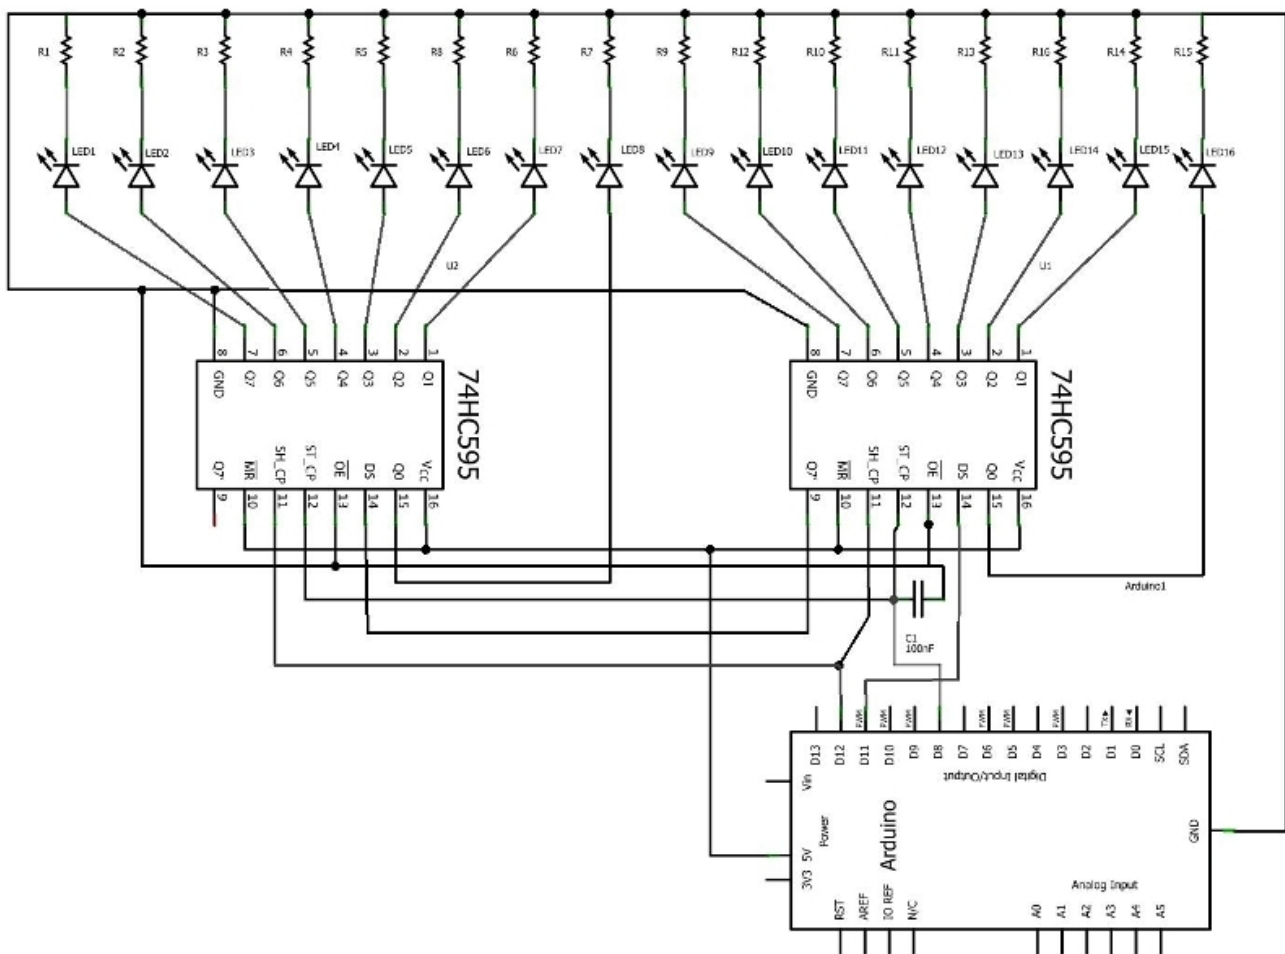 R1 R2 R3 R4 R5 R8 R6 R7 R9 R12 R10 R11 R13 R16 R14 R15
LED1 LED2 LED3 LED4 LED5 LED6 LED7 LED8 LED9 LED10 LED11 LED12 LED13 LED14 LED15 LED16
U2 U1
8 7 6 5 4 3 2 1
GND Q7 Q6 Q5 Q4 Q3 Q2 Q1
74HC595
Q7' MR SH_CP ST_CP OE DS Q0 Vcc
9 10 11 12 13 14 15 16
8 7 6 5 4 3 2 1
GND Q7 Q6 Q5 Q4 Q3 Q2 Q1
74HC595
Q7' MR SH_CP ST_CP OE DS Q0 Vcc
9 10 11 12 13 14 15 16
Arduino1
C1
100nF
PWM PWM PWM PWM PWM PWM TX▶ RX◀
D13 D12 D11 D10 D9 D8 D7 D6 D5 D4 D3 D2 D1 D0 SCL SDA
Digital Input/Output
Vin
Power
5V
3V3
Arduino
GND
Analog Input
RST AREF IO REF N/C A0 A1 A2 A3 A4 A5